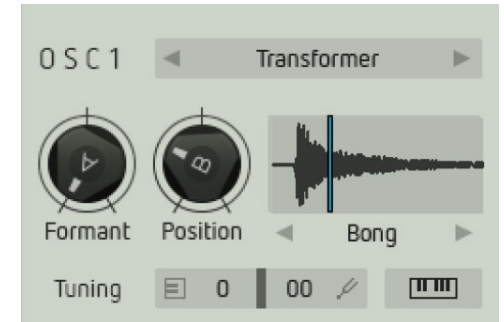 OSC1 Transformer
A B
Formant Position Bong
Tuning 0 00